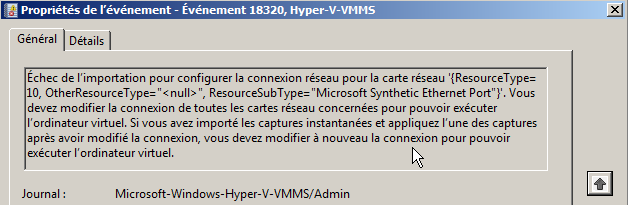 Propriétés de l'événement - Événement 18320, Hyper-V-VMMS
Général Détails
Échec de l'importation pour configurer la connexion réseau pour la carte réseau '{ResourceType=
10, OtherResourceType="<null>", ResourceSubType="Microsoft Synthetic Ethernet Port"}'. Vous
devez modifier la connexion de toutes les cartes réseau concernées pour pouvoir exécuter
l'ordinateur virtuel. Si vous avez importé les captures instantanées et appliquez l'une des captures
après avoir modifié la connexion, vous devez modifier à nouveau la connexion pour pouvoir
exécuter l'ordinateur virtuel.
Journal : Microsoft-Windows-Hyper-V-VMMS/Admin